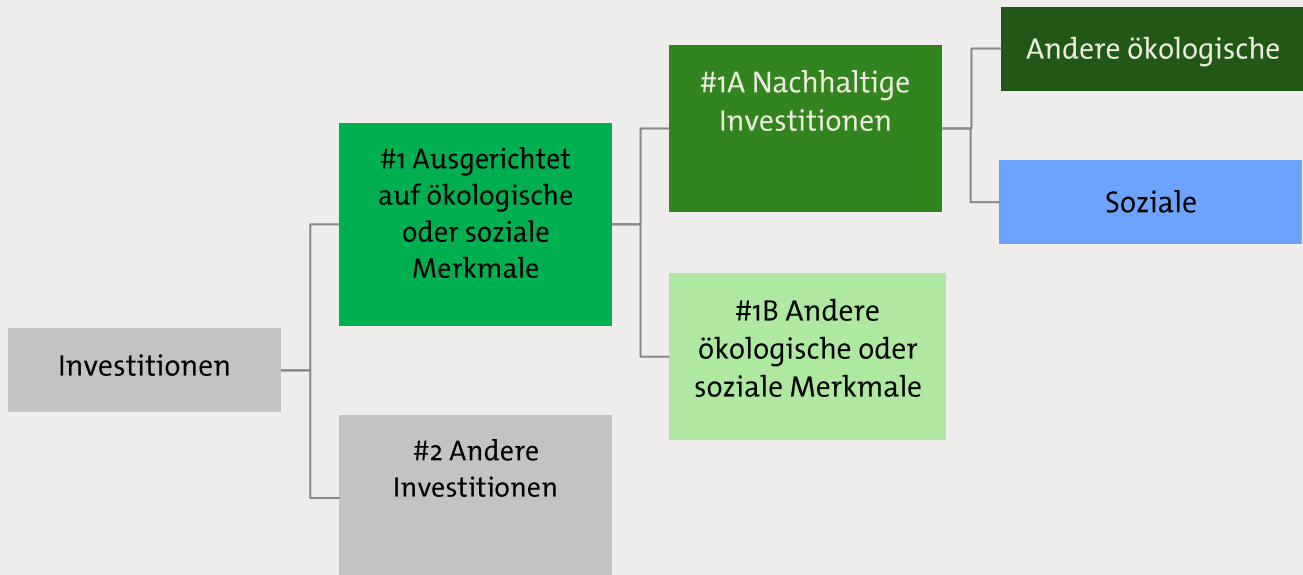 Investitionen
#1 Ausgerichtet
auf ökologische
oder soziale
Merkmale
#2 Andere
Investitionen
#1A Nachhaltige
Investitionen
#1B Andere
ökologische oder
soziale Merkmale
Andere ökologische
Soziale